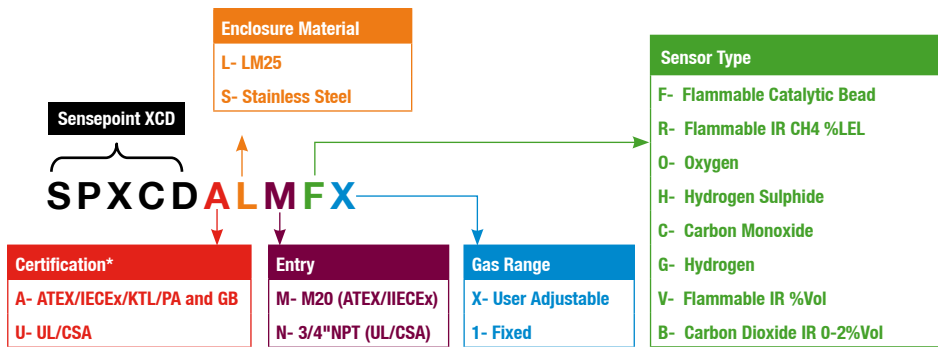 Enclosure Material
L- LM25
S- Stainless Steel
Sensepoint XCD
SPXCDALMFX
Sensor Type
F- Flammable Catalytic Bead
R- Flammable IR CH4 %LEL
O- Oxygen
H- Hydrogen Sulphide
C- Carbon Monoxide
G- Hydrogen
V- Flammable IR %Vol
B- Carbon Dioxide IR 0-2%Vol
Certification*
A- ATEX/IECEx/KTL/PA and GB
U- UL/CSA
Entry
M- M20 (ATEX/IIECEx)
N- 3/4"NPT (UL/CSA)
Gas Range
X- User Adjustable
1- Fixed